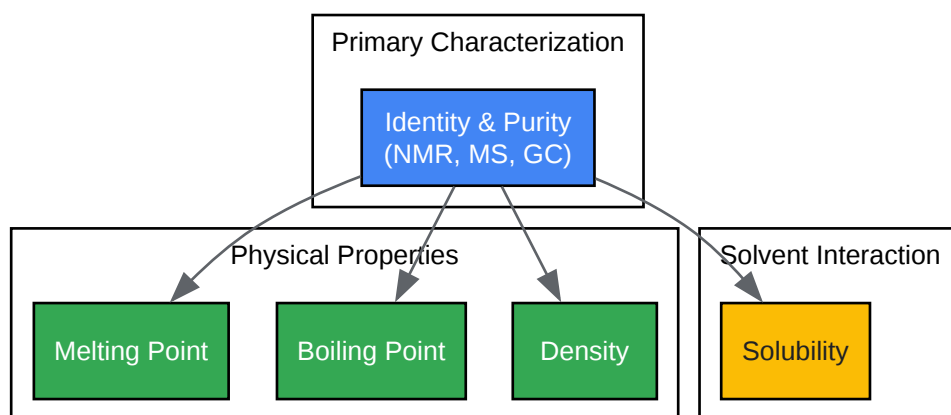 Primary Characterization
Identity & Purity
(NMR, MS, GC)
Physical Properties
Solvent Interaction
Melting Point
Boiling Point
Density
Solubility